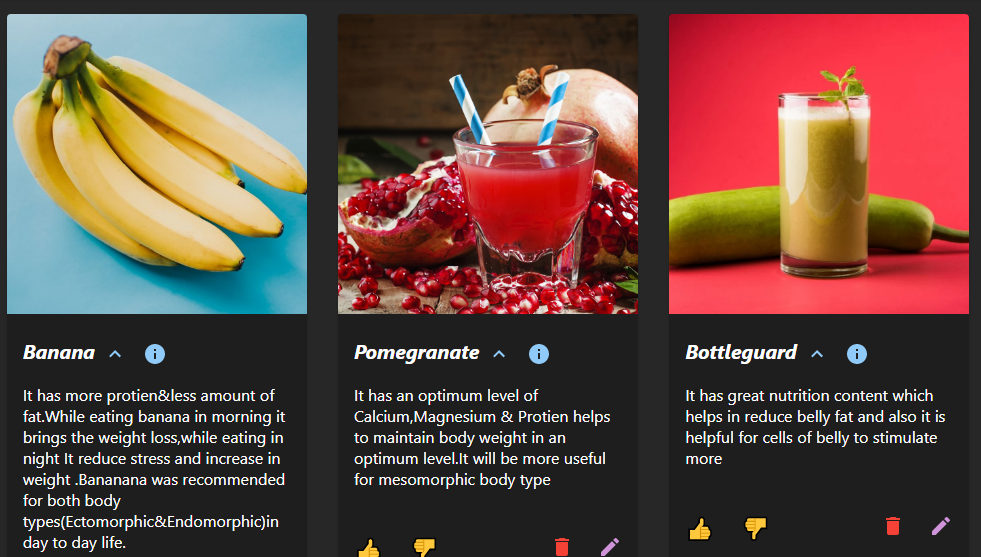 Banana
It has more protien&less amount of
fat.While eating banana in morning it
brings the weight loss,while eating in
night It reduce stress and increase in
weight .Bananana was recommended
for both body
types(Ectomorphic&Endomorphic)in
day to day life.
Pomegranate
It has an optimum level of
Calcium,Magnesium & Protien helps
to maintain body weight in an
optimum level.It will be more useful
for mesomorphic body type
Bottleguard
It has great nutrition content which
helps in reduce belly fat and also it is
helpful for cells of belly to stimulate
more